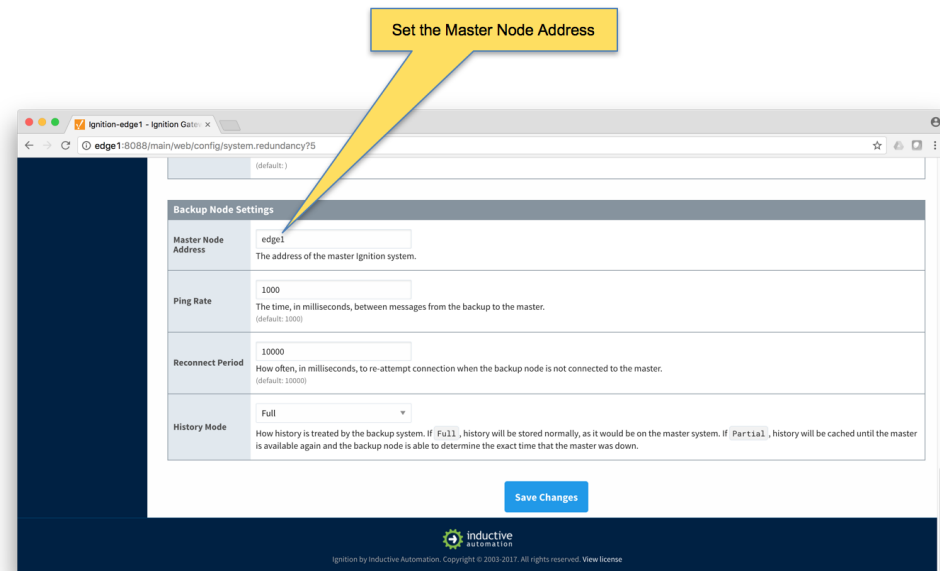 Set the Master Node Address
Ignition-edge1 - Ignition Gatew ×
edge1:8088/main/web/config/system.redundancy?5
(default: )
Backup Node Settings
Master Node
Address
edge1
The address of the master Ignition system.
Ping Rate
1000
The time, in milliseconds, between messages from the backup to the master.
(default: 1000)
Reconnect Period
10000
How often, in milliseconds, to re-attempt connection when the backup node is not connected to the master.
(default: 10000)
History Mode
Full
How history is treated by the backup system. If Full , history will be stored normally, as it would be on the master system. If Partial , history will be cached until the master
is available again and the backup node is able to determine the exact time that the master was down.
Save Changes
inductive
automation
Ignition by Inductive Automation. Copyright © 2003-2017. All rights reserved. View license